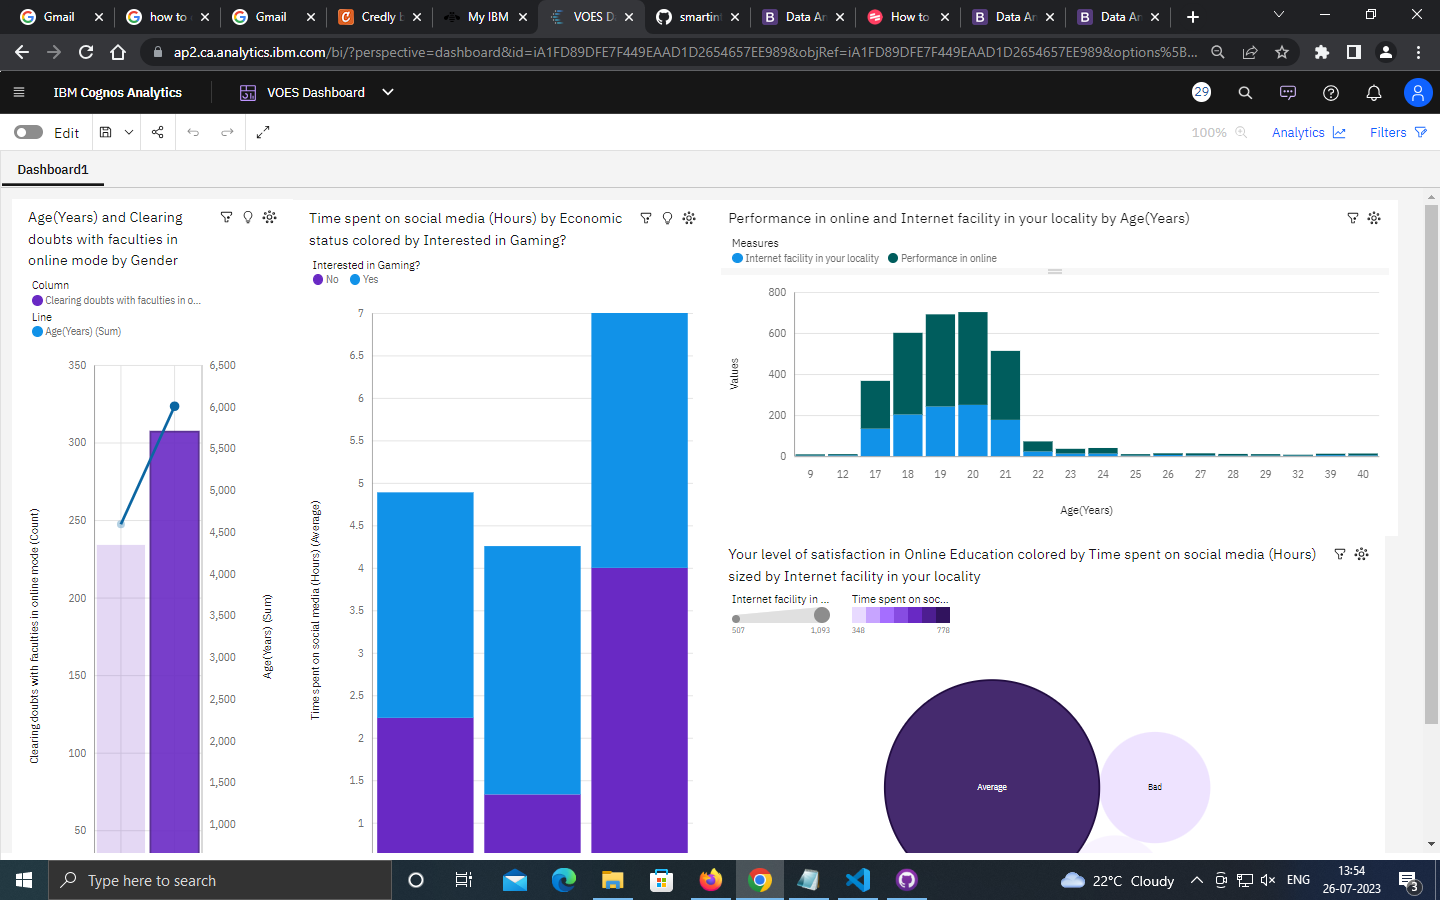 Gmail
how to
Gmail
Credly b
My IBM
VOES Da
smartint
Data An
How to
Data An
Data An
ap2.ca.analytics.ibm.com/bi/?perspective=dashboard&id=iA1FD89DFE7F449EAAD1D2654657EE989&objRef=iA1FD89DFE7F449EAAD1D2654657EE989&options%5B...
IBM Cognos Analytics
VOES Dashboard
29
Edit
100%
Analytics
Filters
Dashboard1
Age(Years) and Clearing
doubts with faculties in
online mode by Gender
Column
Clearing doubts with faculties in o...
Line
Age(Years) (Sum)
350
300
250
200
150
100
50
6,500
6,000
5,500
5,000
4,500
4,000
3,500
3,000
2,500
2,000
1,500
1,000
Clearing doubts with faculties in online mode (Count)
Age(Years) (Sum)
Time spent on social media (Hours) by Economic
status colored by Interested in Gaming?
Interested in Gaming?
No
Yes
7
6.5
6
5.5
5
4.5
4
3.5
3
2.5
2
1.5
1
Time spent on social media (Hours) (Average)
Performance in online and Internet facility in your locality by Age(Years)
Measures
Internet facility in your locality
Performance in online
800
600
400
200
0
Values
9 12 17 18 19 20 21 22 23 24 25 26 27 28 29 32 39 40
Age(Years)
Your level of satisfaction in Online Education colored by Time spent on social media (Hours)
sized by Internet facility in your locality
Internet facility in ...
507 1,093
Time spent on soc...
348 778
Average
Bad
Type here to search
22°C Cloudy
ENG
13:54
26-07-2023
3